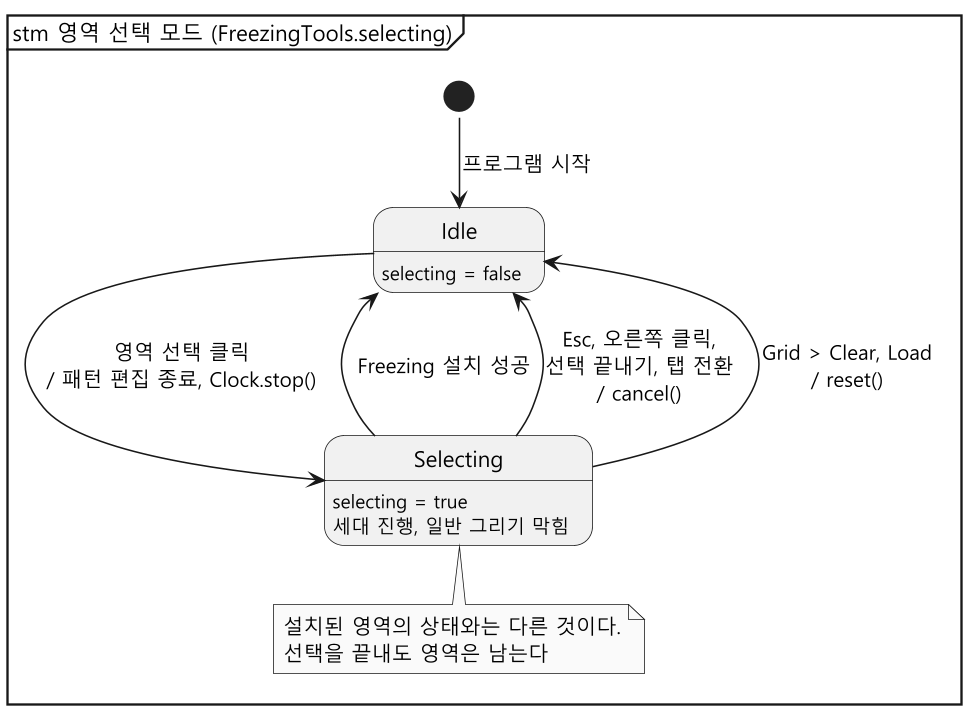 stm 영역 선택 모드 (FreezingTools.selecting)
프로그램 시작
Idle
selecting = false
영역 선택 클릭
/ 패턴 편집 종료, Clock.stop()
Freezing 설치 성공
Esc, 오른쪽 클릭,
선택 끝내기, 탭 전환
/ cancel()
Grid > Clear, Load
/ reset()
Selecting
selecting = true
세대 진행, 일반 그리기 막힘
설치된 영역의 상태와는 다른 것이다.
선택을 끝내도 영역은 남는다